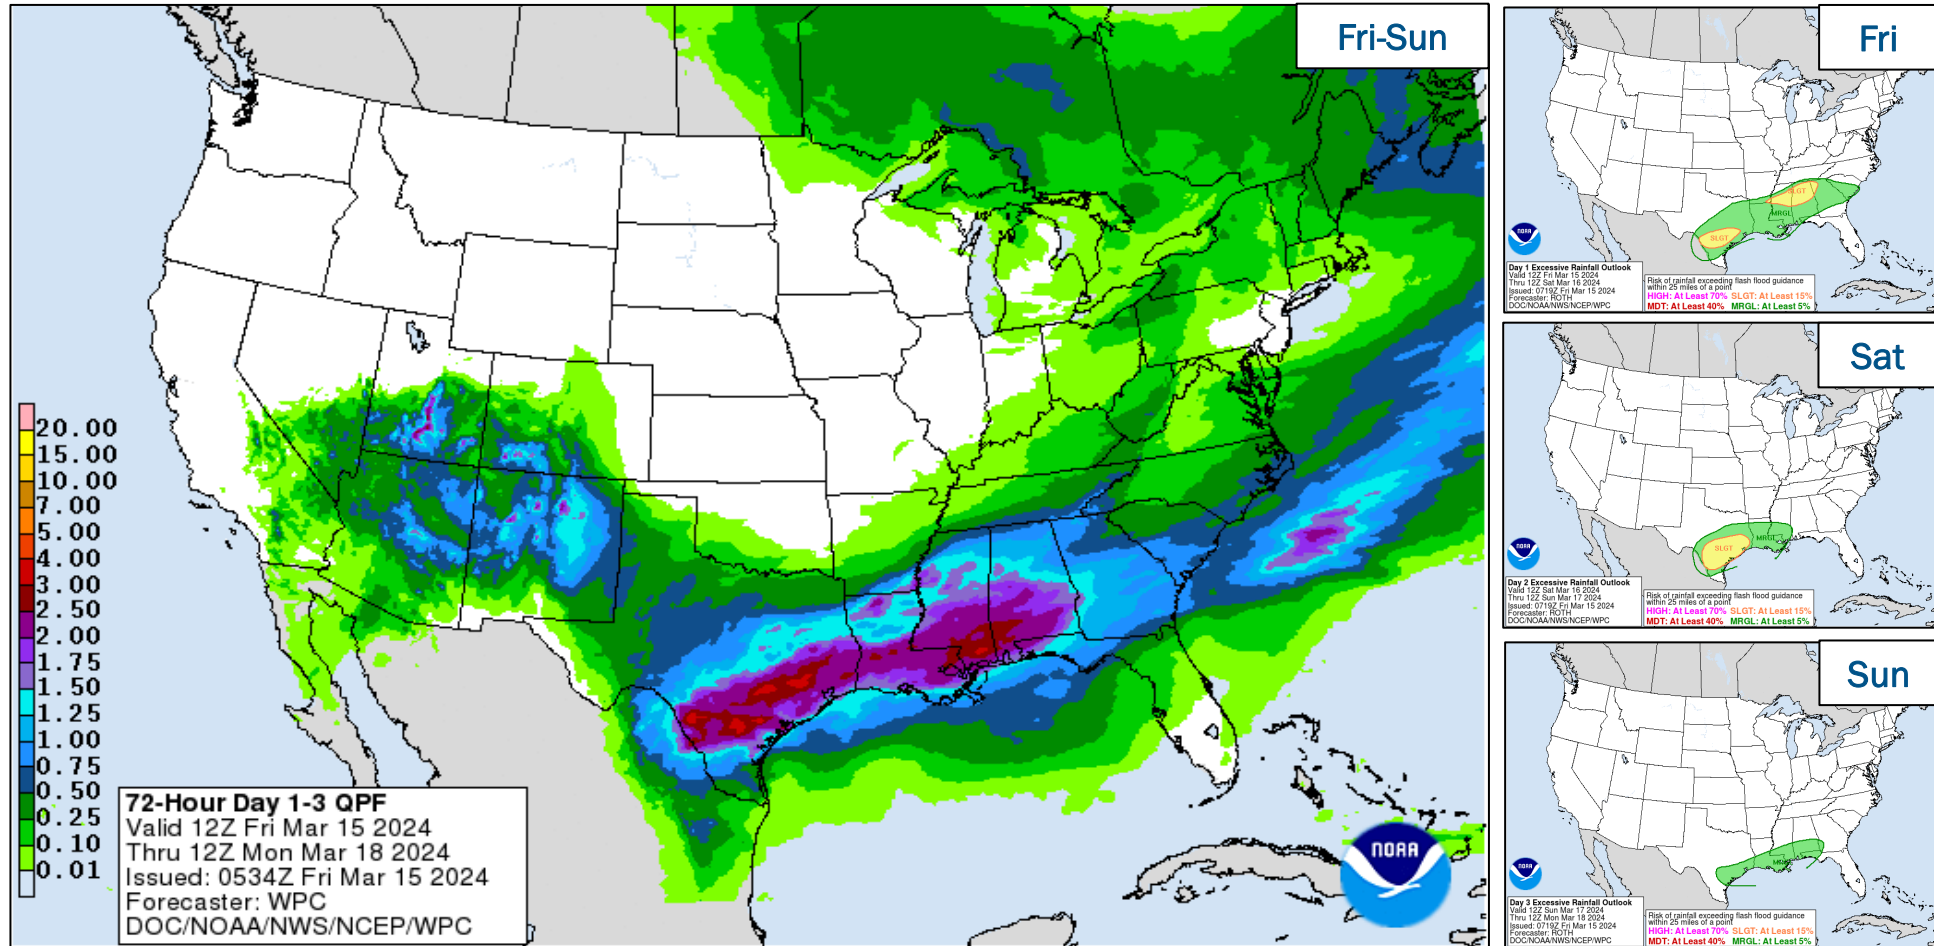 Fri-Sun
20.00
15.00
10.00
7.00
5.00
4.00
3.00
2.50
2.00
1.75
1.50
1.25
1.00
0.75
0.50
0.25
0.10
0.01
72-Hour Day 1-3 QPF
Valid 12Z Fri Mar 15 2024
Thru 12Z Mon Mar 18 2024
Issued: 0534Z Fri Mar 15 2024
Forecaster: WPC
DOC/NOAA/NWS/NCEP/WPC
NOAA
Fri
SLGT
MRGL
SLGT
NOAA
Day 1 Excessive Rainfall Outlook
Valid 12Z Fri Mar 15 2024
Thru 12Z Sat Mar 16 2024
Issued: 0719Z Fri Mar 15 2024
Forecaster: ROTH
DOC/NOAA/NWS/NCEP/WPC
Risk of rainfall exceeding flash flood guidance
within 25 miles of a point
HIGH: At Least 70% SLGT: At Least 15%
MDT: At Least 40% MRGL: At Least 5%
Sat
MRGL
SLGT
NOAA
Day 2 Excessive Rainfall Outlook
Valid 12Z Sat Mar 16 2024
Thru 12Z Sun Mar 17 2024
Issued: 0719Z Fri Mar 15 2024
Forecaster: ROTH
DOC/NOAA/NWS/NCEP/WPC
Risk of rainfall exceeding flash flood guidance
within 25 miles of a point
HIGH: At Least 70% SLGT: At Least 15%
MDT: At Least 40% MRGL: At Least 5%
Sun
MRGL
NOAA
Day 3 Excessive Rainfall Outlook
Valid 12Z Sun Mar 17 2024
Thru 12Z Mon Mar 18 2024
Issued: 0719Z Fri Mar 15 2024
Forecaster: ROTH
DOC/NOAA/NWS/NCEP/WPC
Risk of rainfall exceeding flash flood guidance
within 25 miles of a point
HIGH: At Least 70% SLGT: At Least 15%
MDT: At Least 40% MRGL: At Least 5%